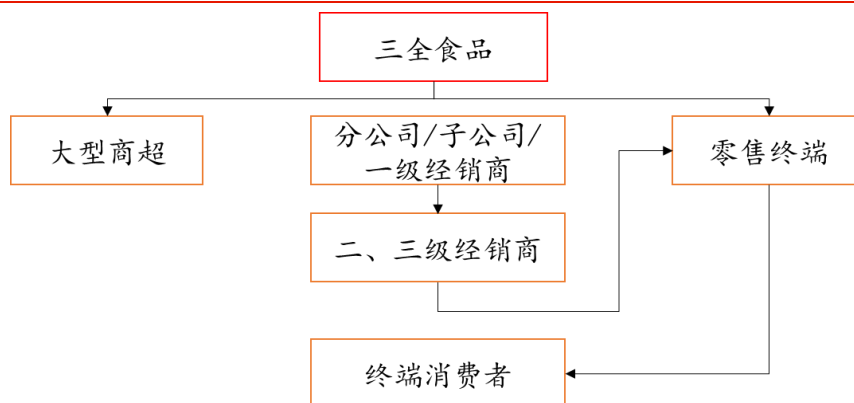 三全食品
大型商超
分公司/子公司/
一级经销商
零售终端
二、三级经销商
终端消费者